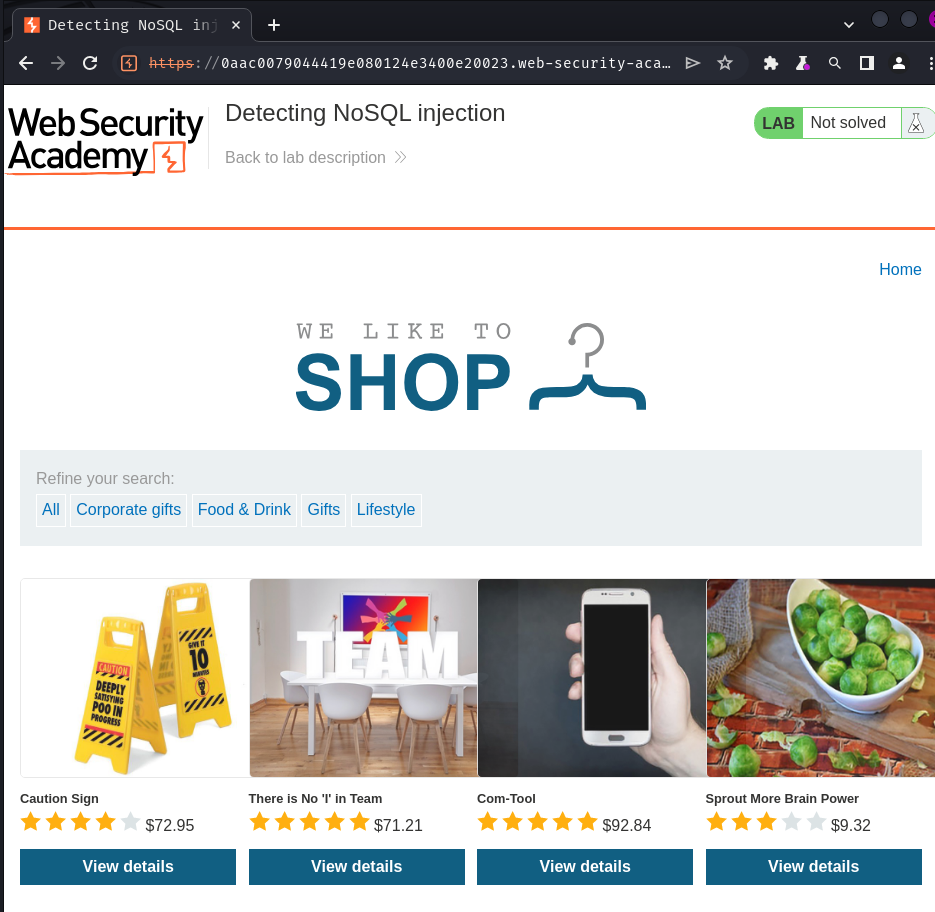 Detecting NoSQL inj
https://0aac0079044419e080124e3400e20023.web-security-aca…
Web Security
Academy
Detecting NoSQL injection
Back to lab description
LAB Not solved
Home
WE LIKE TO
SHOP
Refine your search:
All Corporate gifts Food & Drink Gifts Lifestyle
CAUTION
DEEPLY
SATISFYING
POO IN
PROGRESS
GIVE IT
10
MINUTES
TEAM
Caution Sign
$72.95
View details
There is No 'I' in Team
$71.21
View details
Com-Tool
$92.84
View details
Sprout More Brain Power
$9.32
View details